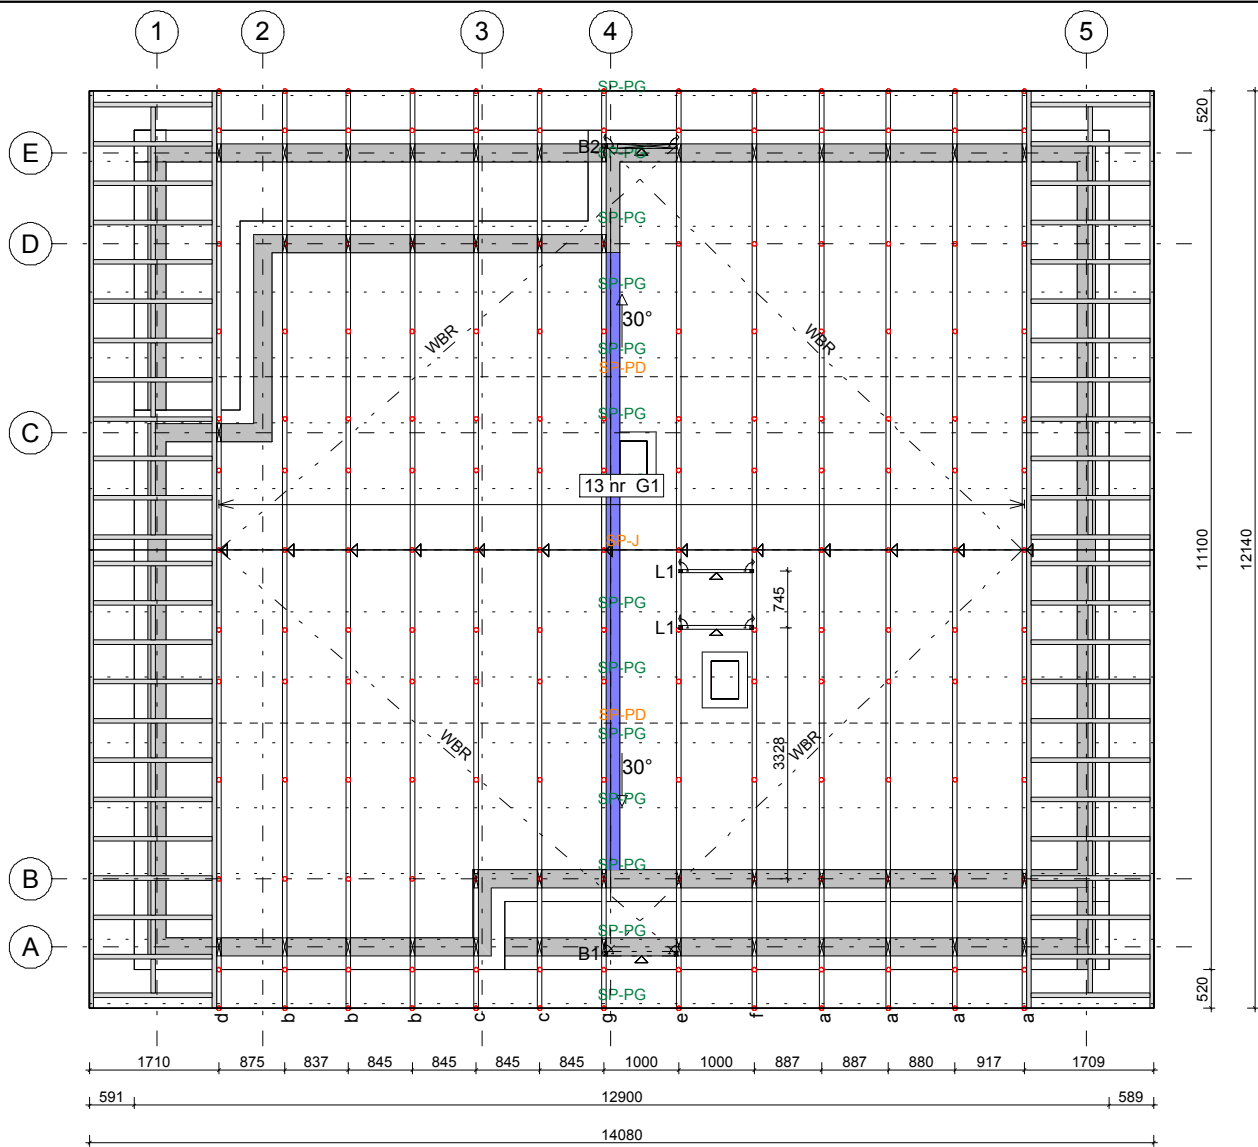 1 2 3 4 5
SP-PG
520
E
B2
SP-PG
SP-PG
D
SP-PG
30°
WBR
WBR
SP-PG
SP-PD
SP-PG
C
13 nr G1
SP-J
11100
12140
L1
745
SP-PG
L1
SP-PG
SP-PD
SP-PG
WBR
WBR
3328
30°
SP-PG
SP-PG
B
SP-PG
A
B1
SP-PG
520
d b b b c c g e f a a a a
1710 875 837 845 845 845 845 1000 1000 887 887 880 917 1709
591 12900 589
14080